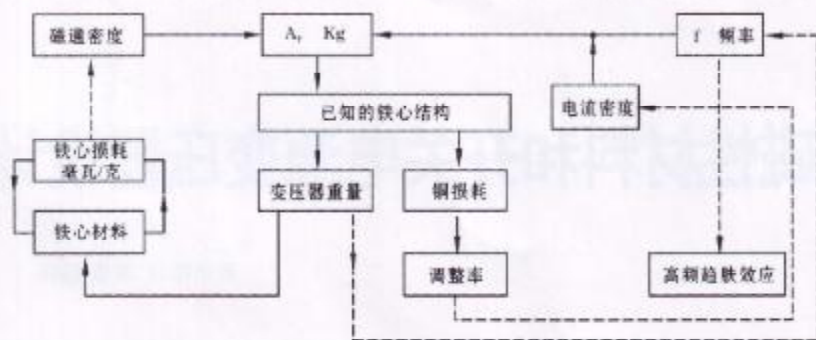 磁通密度
A, Kg
f 频率
已知的铁心结构
电流密度
铁心损耗
毫瓦/克
变压器重量
铜损耗
铁心材料
调整率
高频趋肤效应